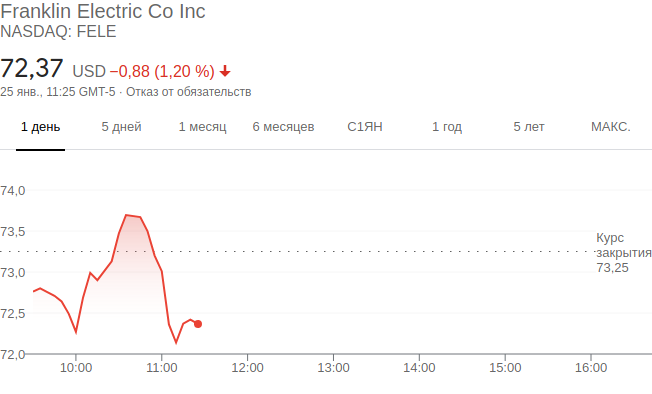 Franklin Electric Co Inc
NASDAQ: FELE
72,37 USD −0,88 (1,20 %)
25 янв., 11:25 GMT-5 · Отказ от обязательств
1 день 5 дней 1 месяц 6 месяцев С1ЯН 1 год 5 лет МАКС.
74,0
73,5
Курс
закрытия
73,25
73,0
72,5
72,0
10:00 11:00 12:00 13:00 14:00 15:00 16:00